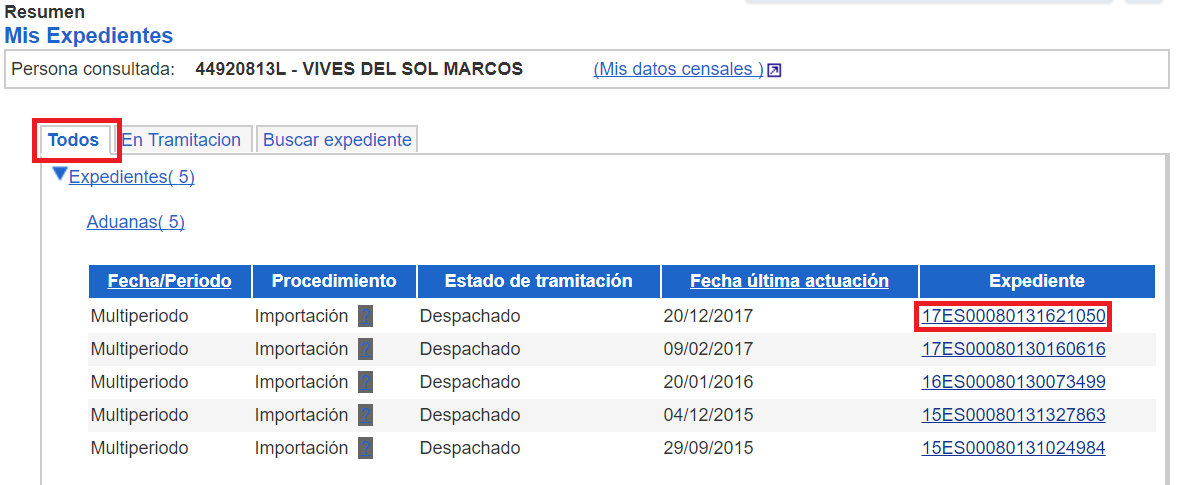 Resumen
Mis Expedientes
Persona consultada: 44920813L - VIVES DEL SOL MARCOS (Mis datos censales )
Todos En Tramitacion Buscar expediente
Expedientes( 5)
Aduanas( 5)
Fecha/Periodo Procedimiento Estado de tramitación Fecha última actuación Expediente
Multiperiodo Importación ? Despachado 20/12/2017 17ES00080131621050
Multiperiodo Importación ? Despachado 09/02/2017 17ES00080130160616
Multiperiodo Importación ? Despachado 20/01/2016 16ES00080130073499
Multiperiodo Importación ? Despachado 04/12/2015 15ES00080131327863
Multiperiodo Importación ? Despachado 29/09/2015 15ES00080131024984